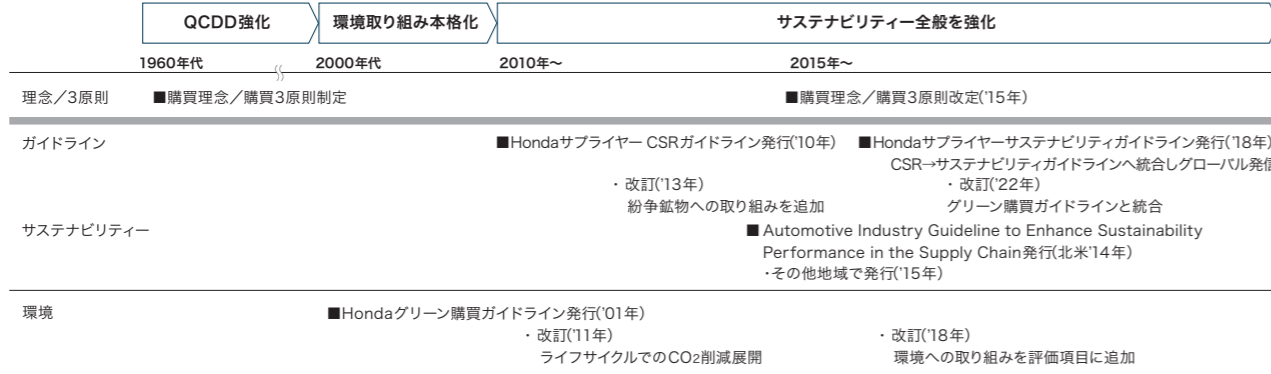 QCDD強化
環境取り組み本格化
サステナビリティー全般を強化
1960年代
2000年代
2010年～
2015年～
理念／3原則
■購買理念／購買3原則制定
■購買理念／購買3原則改定('15年)
ガイドライン
■Hondaサプライヤー CSRガイドライン発行('10年)
■Hondaサプライヤーサステナビリティガイドライン発行('18年)
CSR→サステナビリティガイドラインへ統合しグローバル発信
・改訂('13年)
・改訂('22年)
紛争鉱物への取り組みを追加
グリーン購買ガイドラインと統合
サステナビリティー
■Automotive Industry Guideline to Enhance Sustainability
Performance in the Supply Chain発行(北米'14年)
・その他地域で発行('15年)
環境
■Hondaグリーン購買ガイドライン発行('01年)
・改訂('11年)
・改訂('18年)
ライフサイクルでのCO2削減展開
環境への取り組みを評価項目に追加